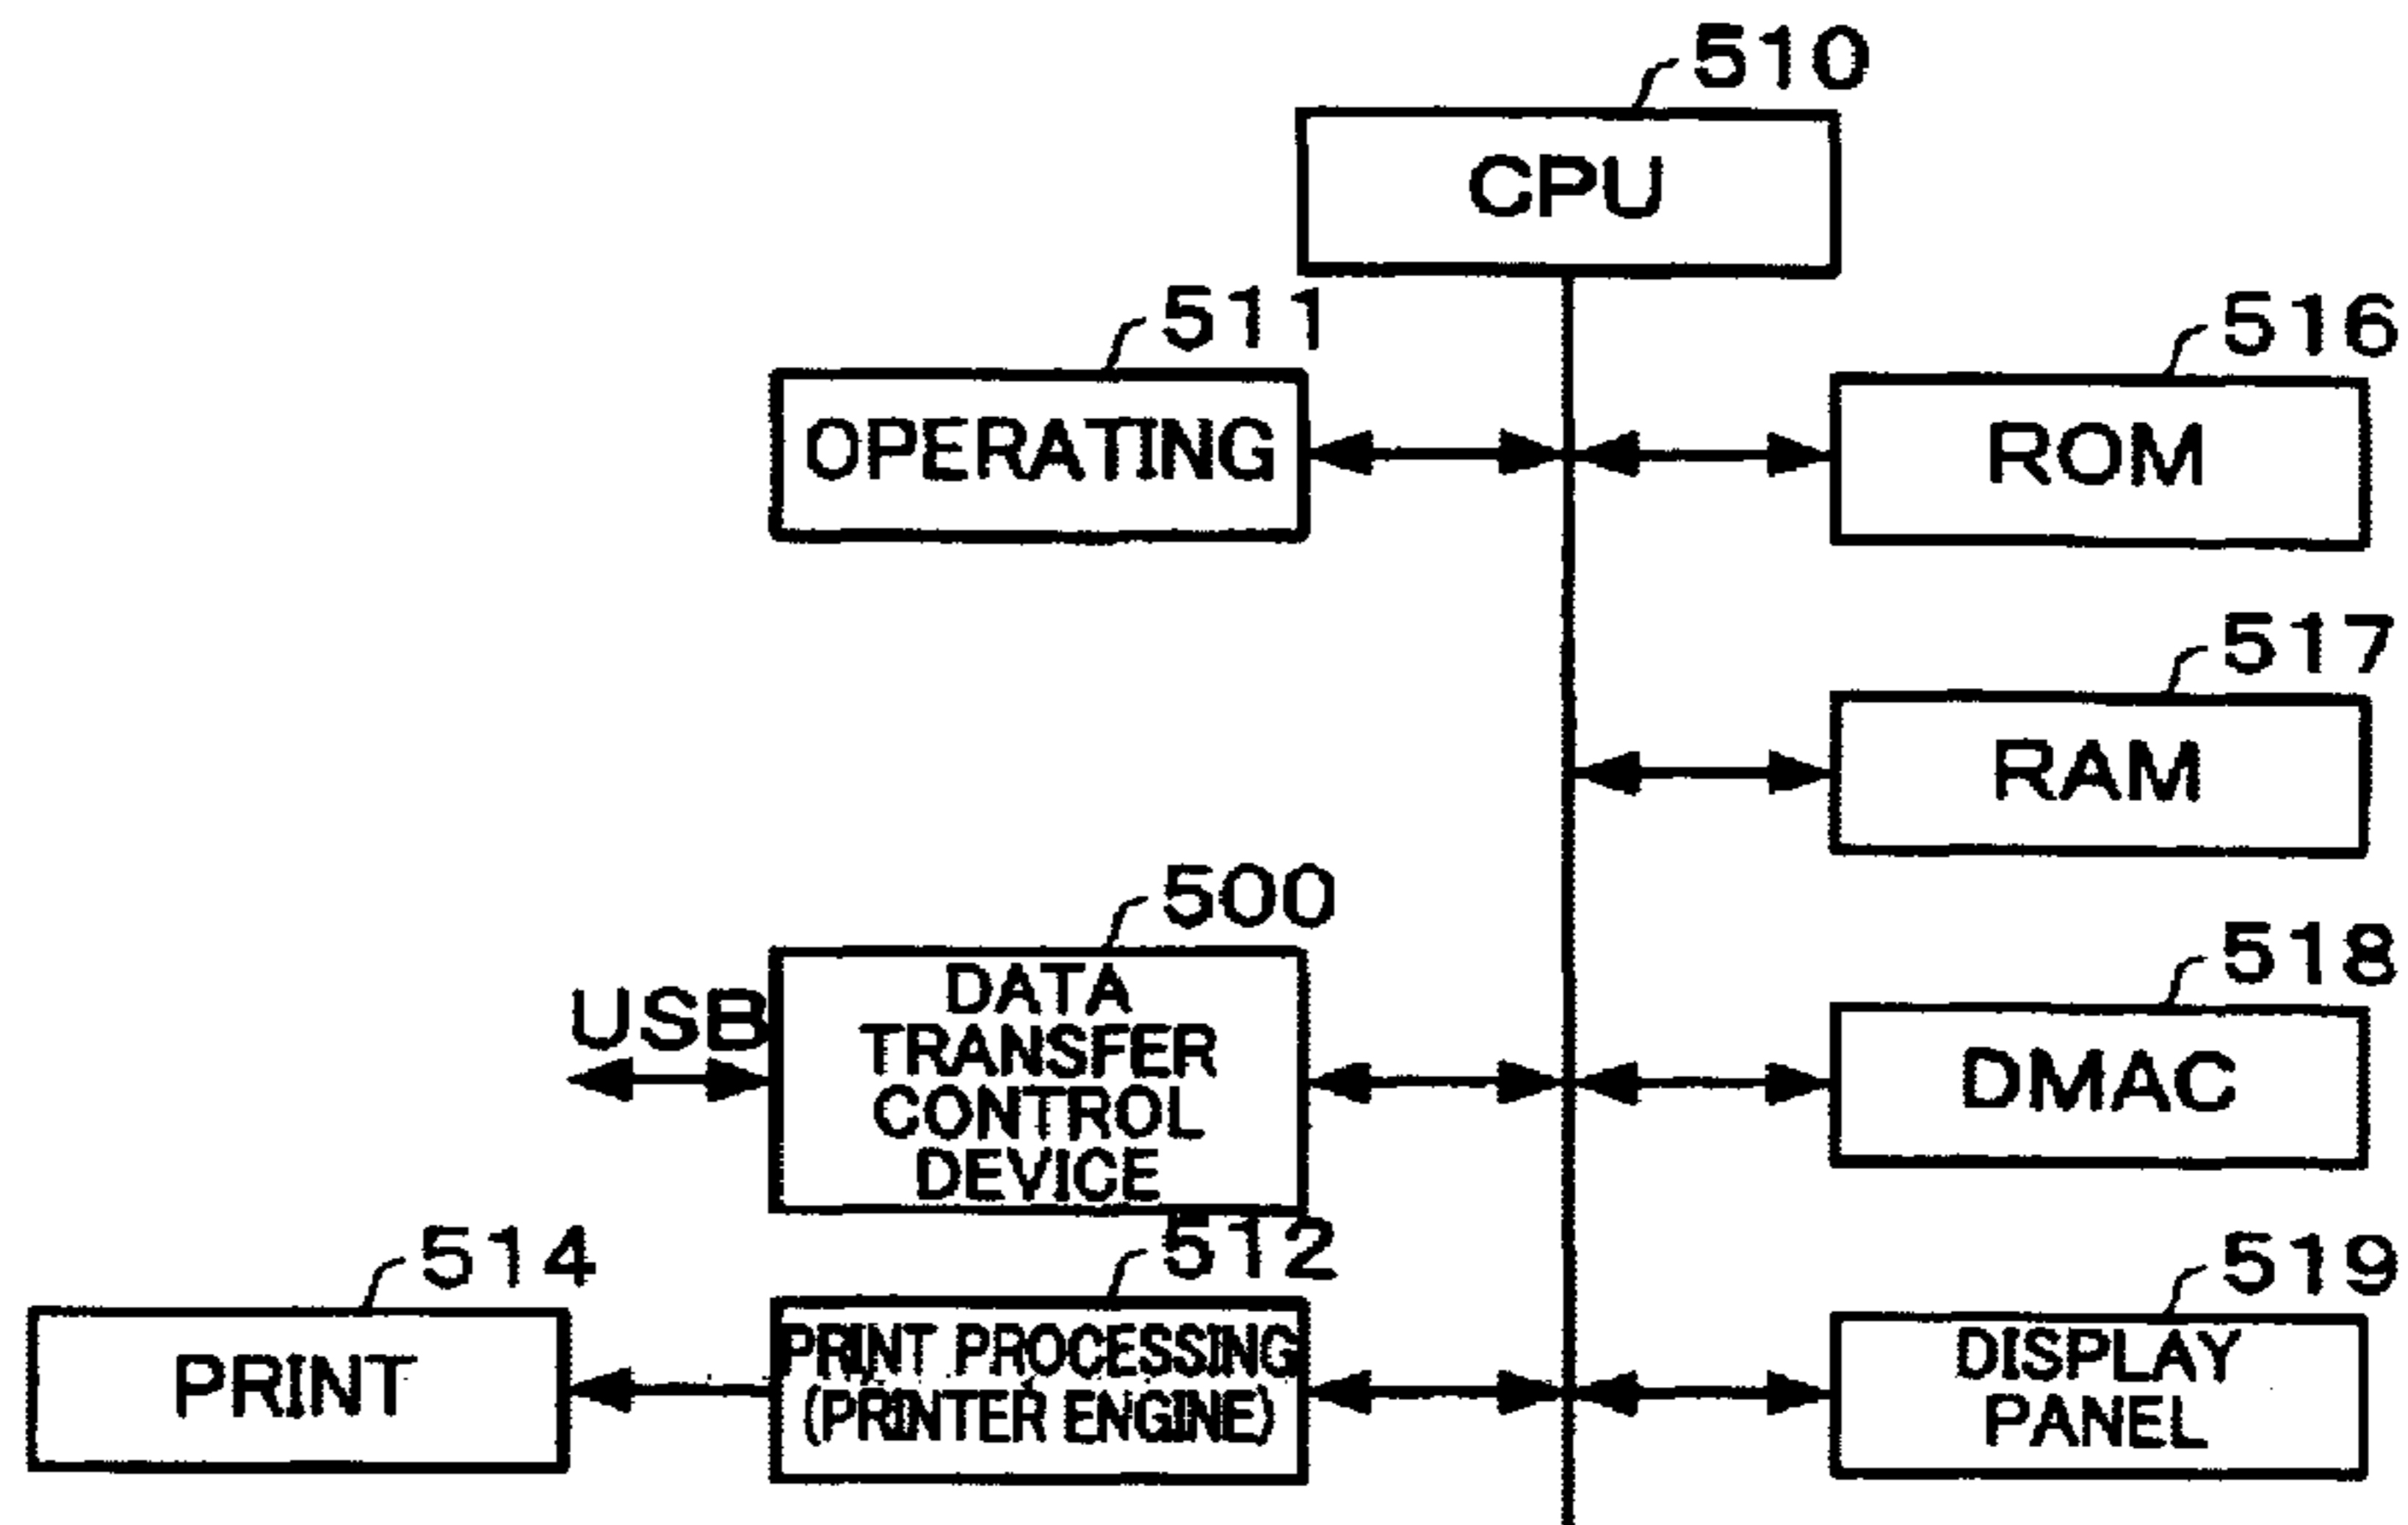 510
CPU
511
OPERATING
516
ROM
517
RAM
500
USB
DATA
TRANSFER
CONTROL
DEVICE
518
DMAC
514
PRINT
512
PRINT PROCESSING
(PRINTER ENGINE)
519
DISPLAY
PANEL